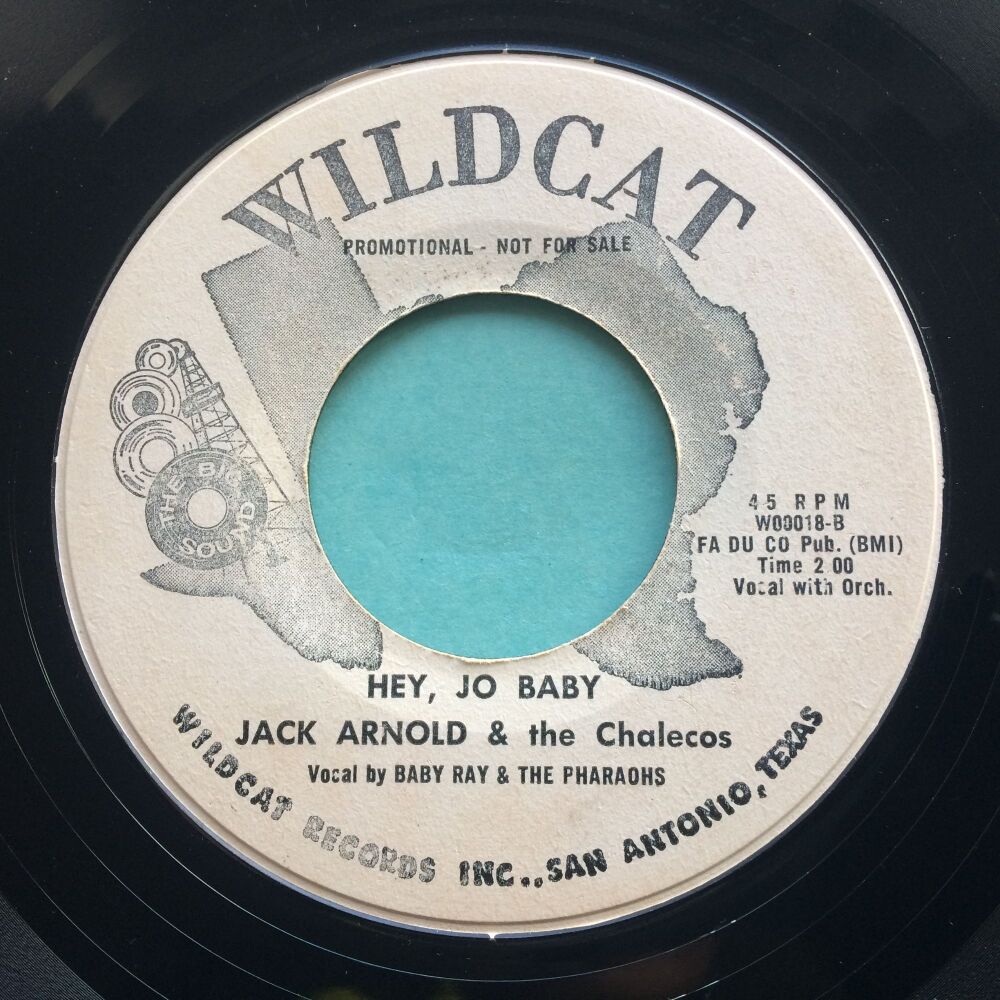 WILDCAT
PROMOTIONAL - NOT FOR SALE
THE BIG
SOUND
45 RPM
W00018-B
FA DU CO Pub. (BMI)
Time 2 00
Vocal with Orch.
HEY, JO BABY
JACK ARNOLD & the Chalecos
Vocal by BABY RAY & THE PHARAOHS
WILDCAT RECORDS INC., SAN ANTONIO, TEXAS